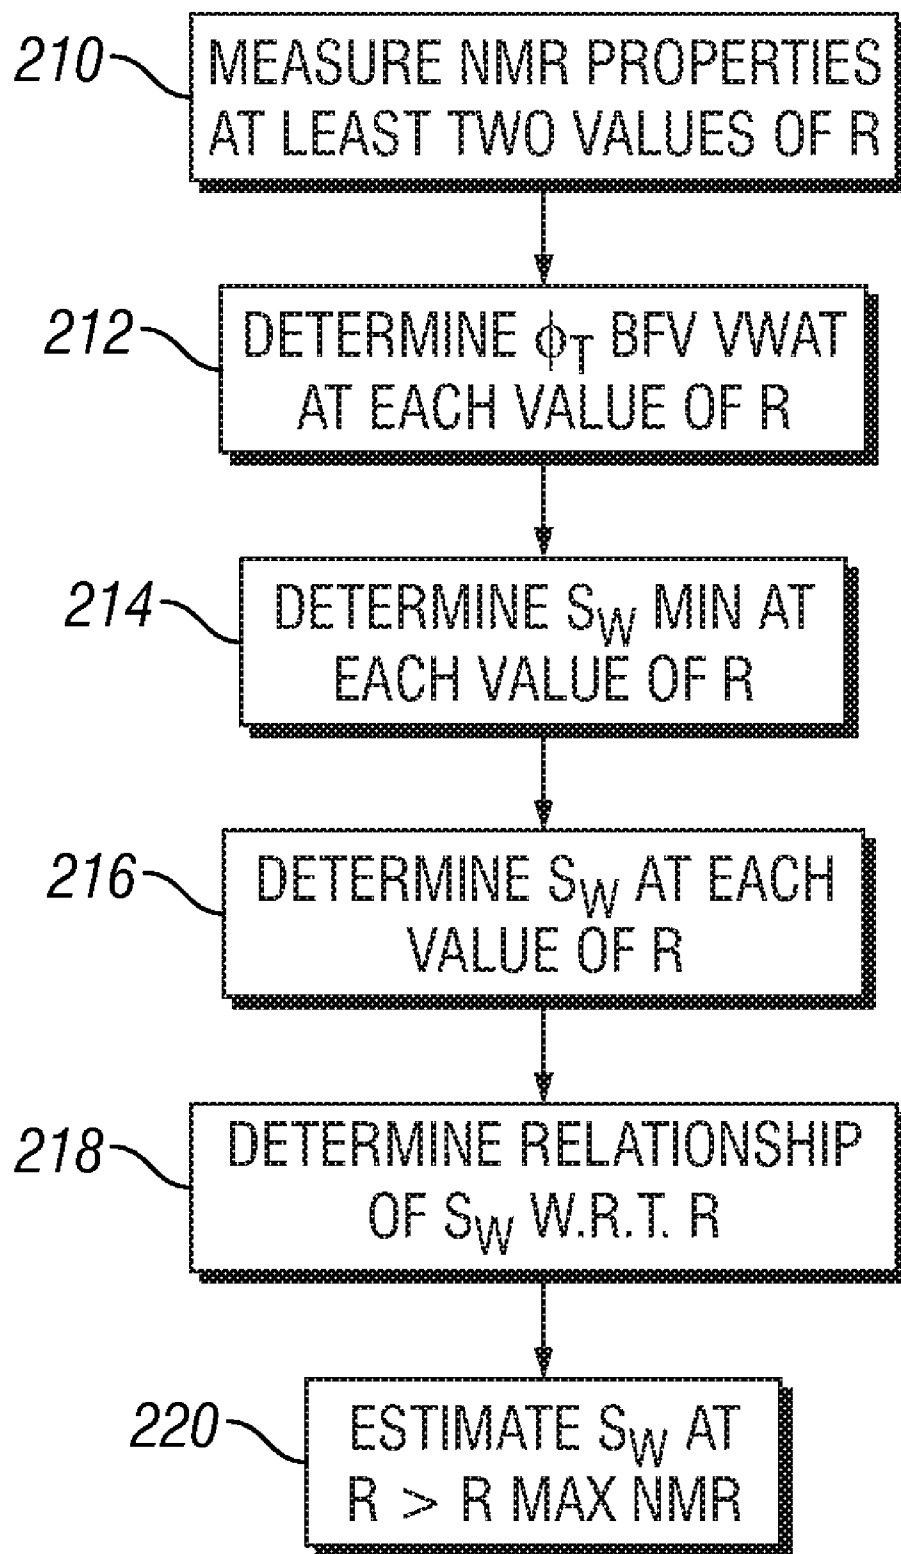 210
MEASURE NMR PROPERTIES
AT LEAST TWO VALUES OF R
212
DETERMINE ϕT BFV VWAT
AT EACH VALUE OF R
214
DETERMINE SW MIN AT
EACH VALUE OF R
216
DETERMINE SW AT EACH
VALUE OF R
218
DETERMINE RELATIONSHIP
OF SW W.R.T. R
220
ESTIMATE SW AT
R > R MAX NMR